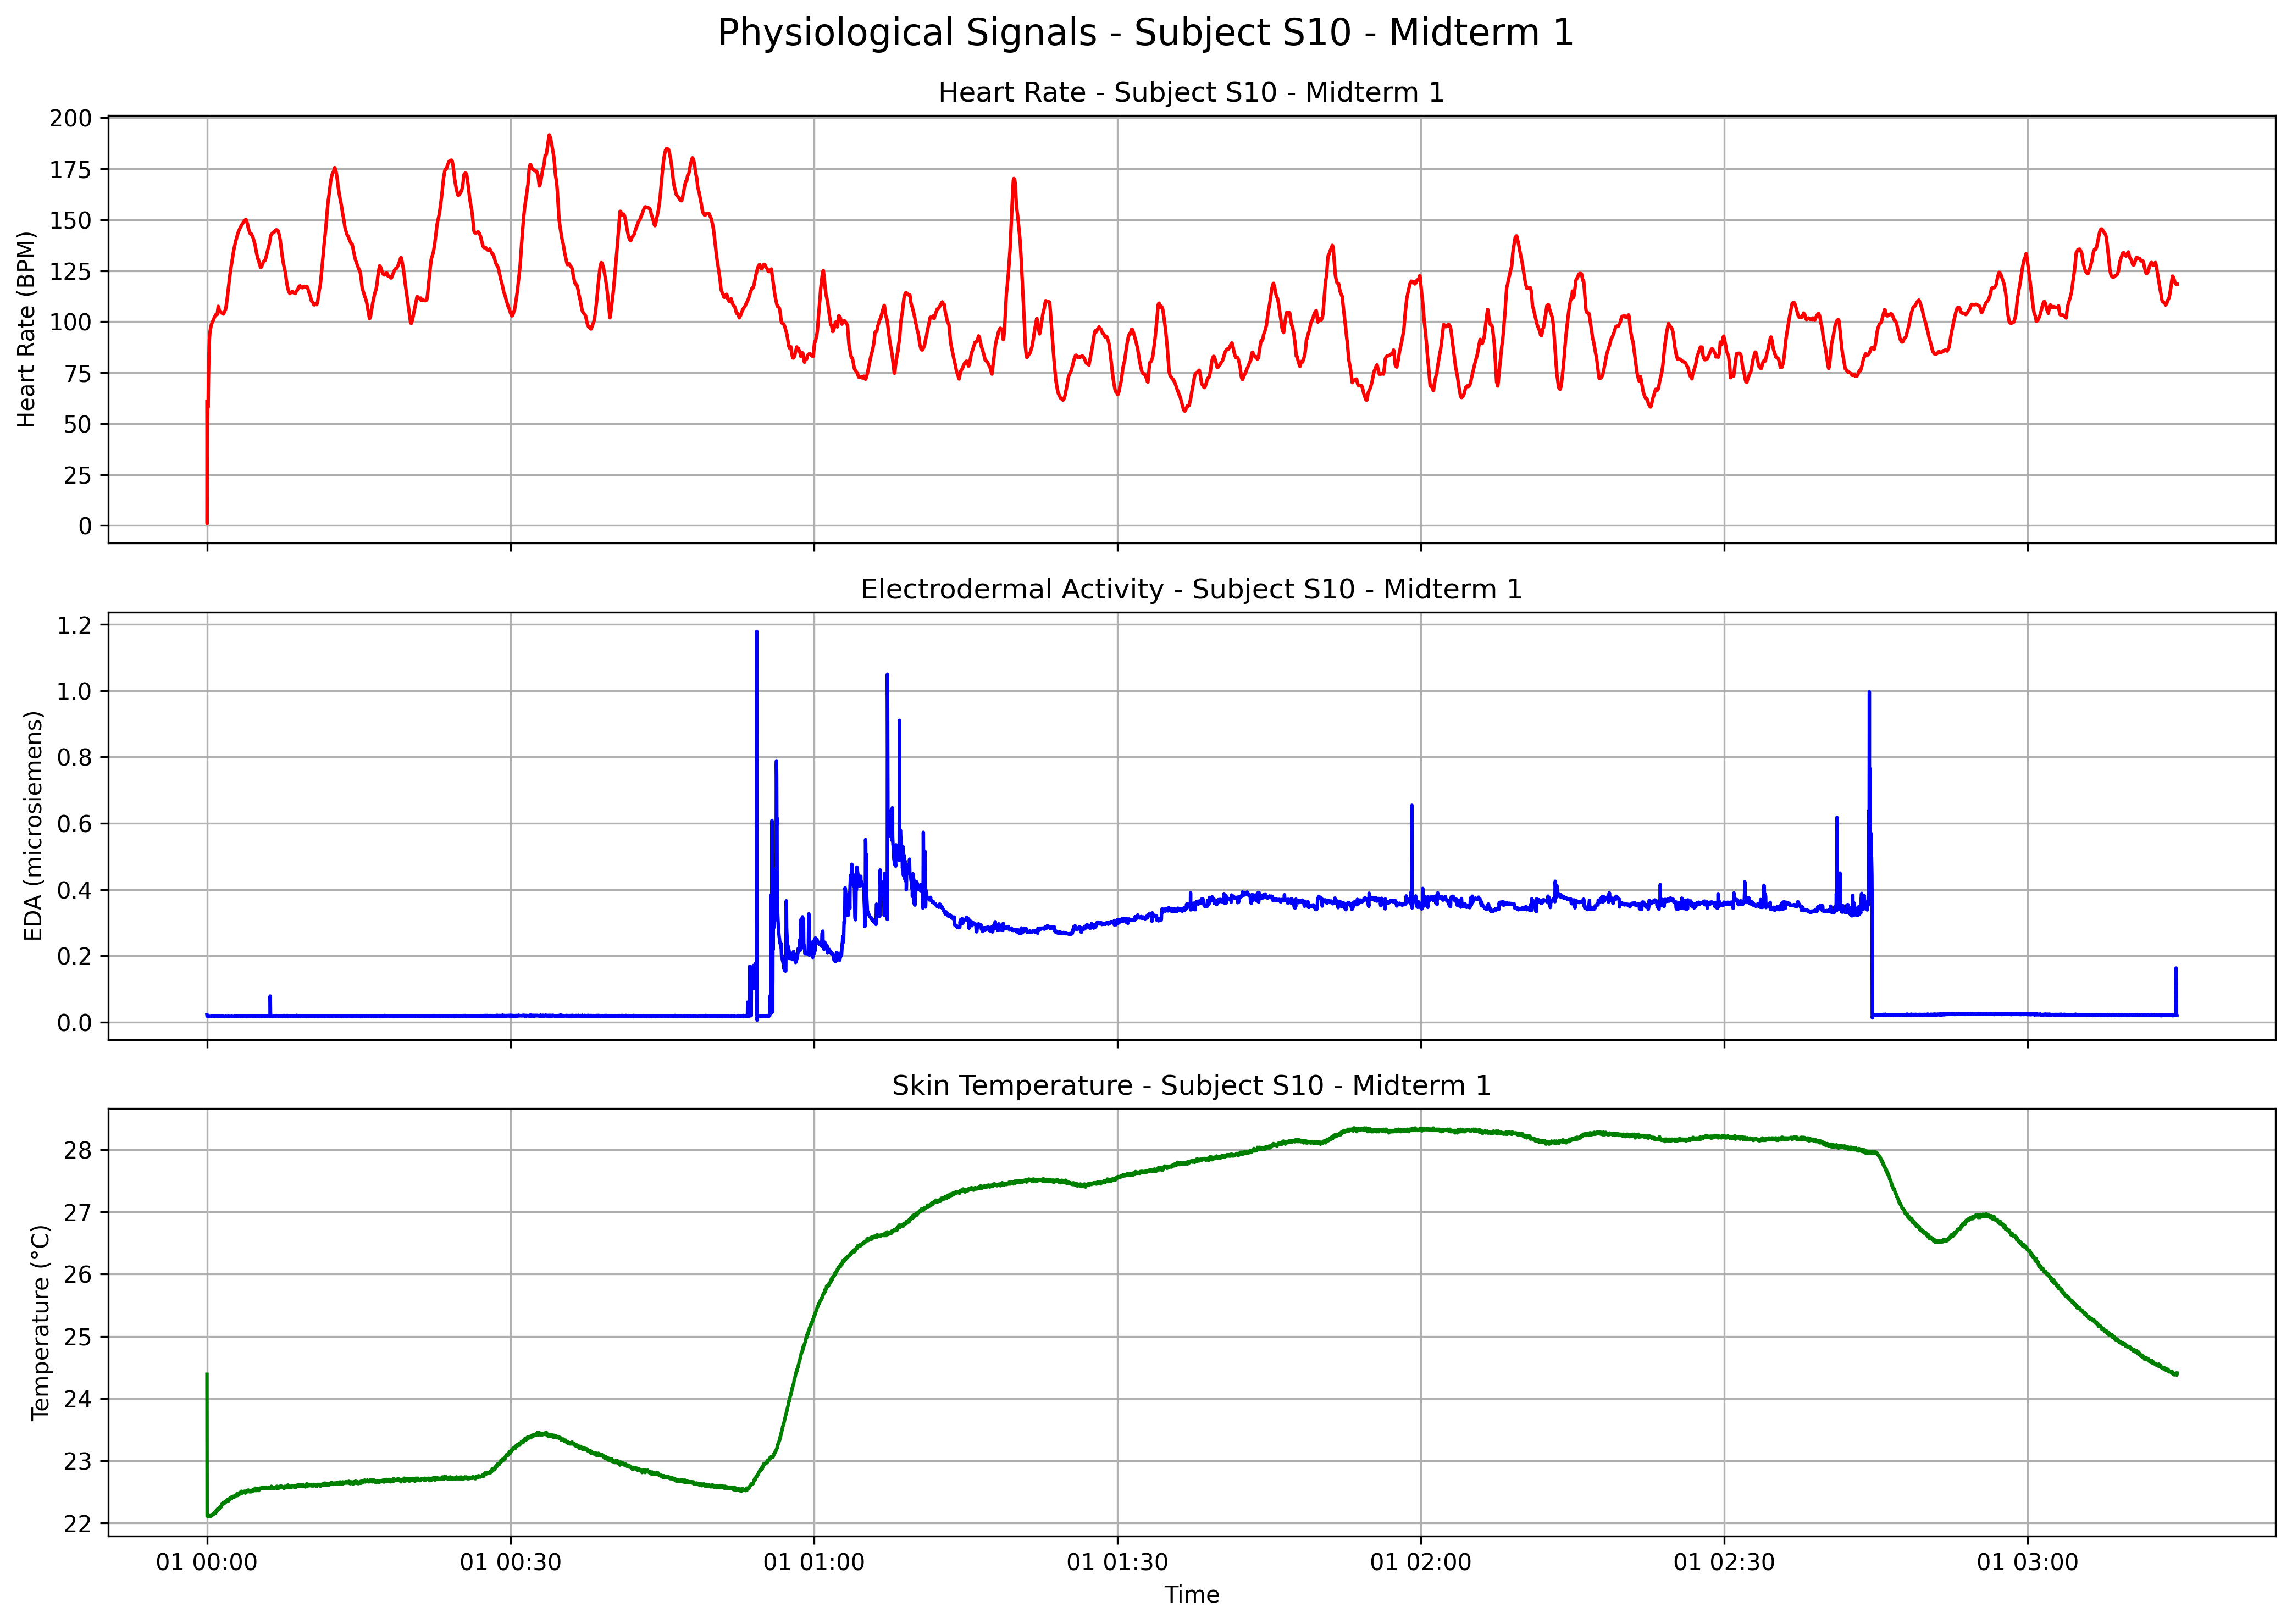 Physiological Signals - Subject S10 - Midterm 1
Heart Rate - Subject S10 - Midterm 1
Heart Rate (BPM)
200
175
150
125
100
75
50
25
0
Electrodermal Activity - Subject S10 - Midterm 1
EDA (microsiemens)
1.2
1.0
0.8
0.6
0.4
0.2
0.0
Skin Temperature - Subject S10 - Midterm 1
Temperature (°C)
28
27
26
25
24
23
22
01 00:00 01 00:30 01 01:00 01 01:30 01 02:00 01 02:30 01 03:00
Time